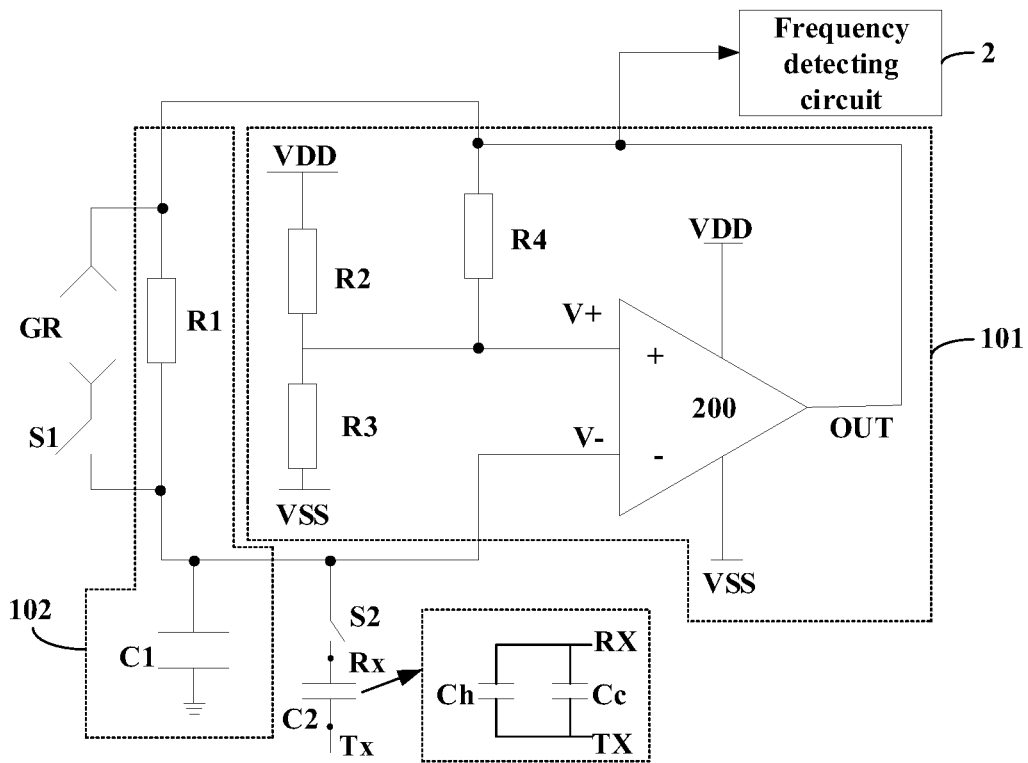 Frequency
detecting
circuit
2
VDD
R4
VDD
R2
V+
GR
R1
101
+
200
R3
OUT
S1
V-
-
VSS
VSS
102
S2
Rx
RX
C1
Ch
Cc
C2
Tx
TX